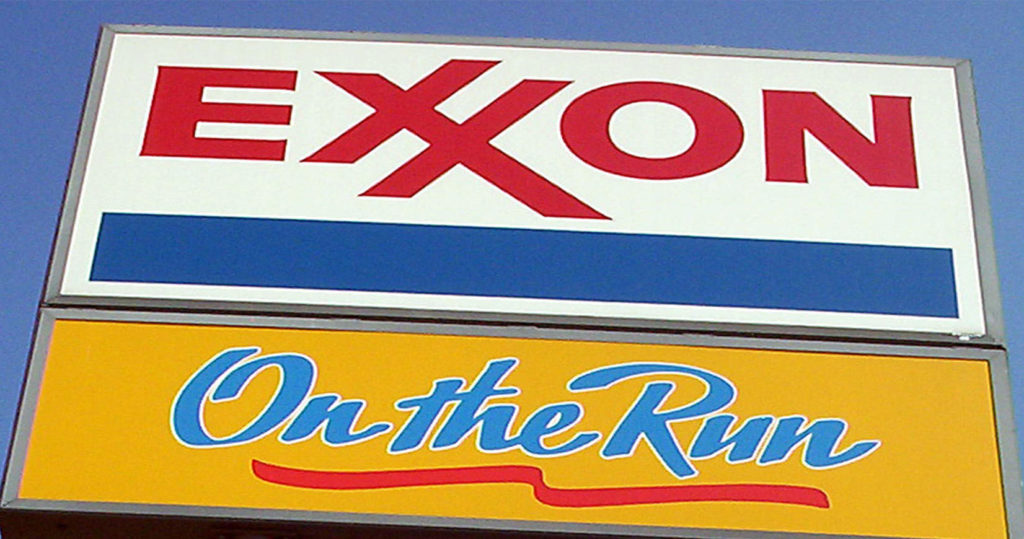 EXXON
On the Run